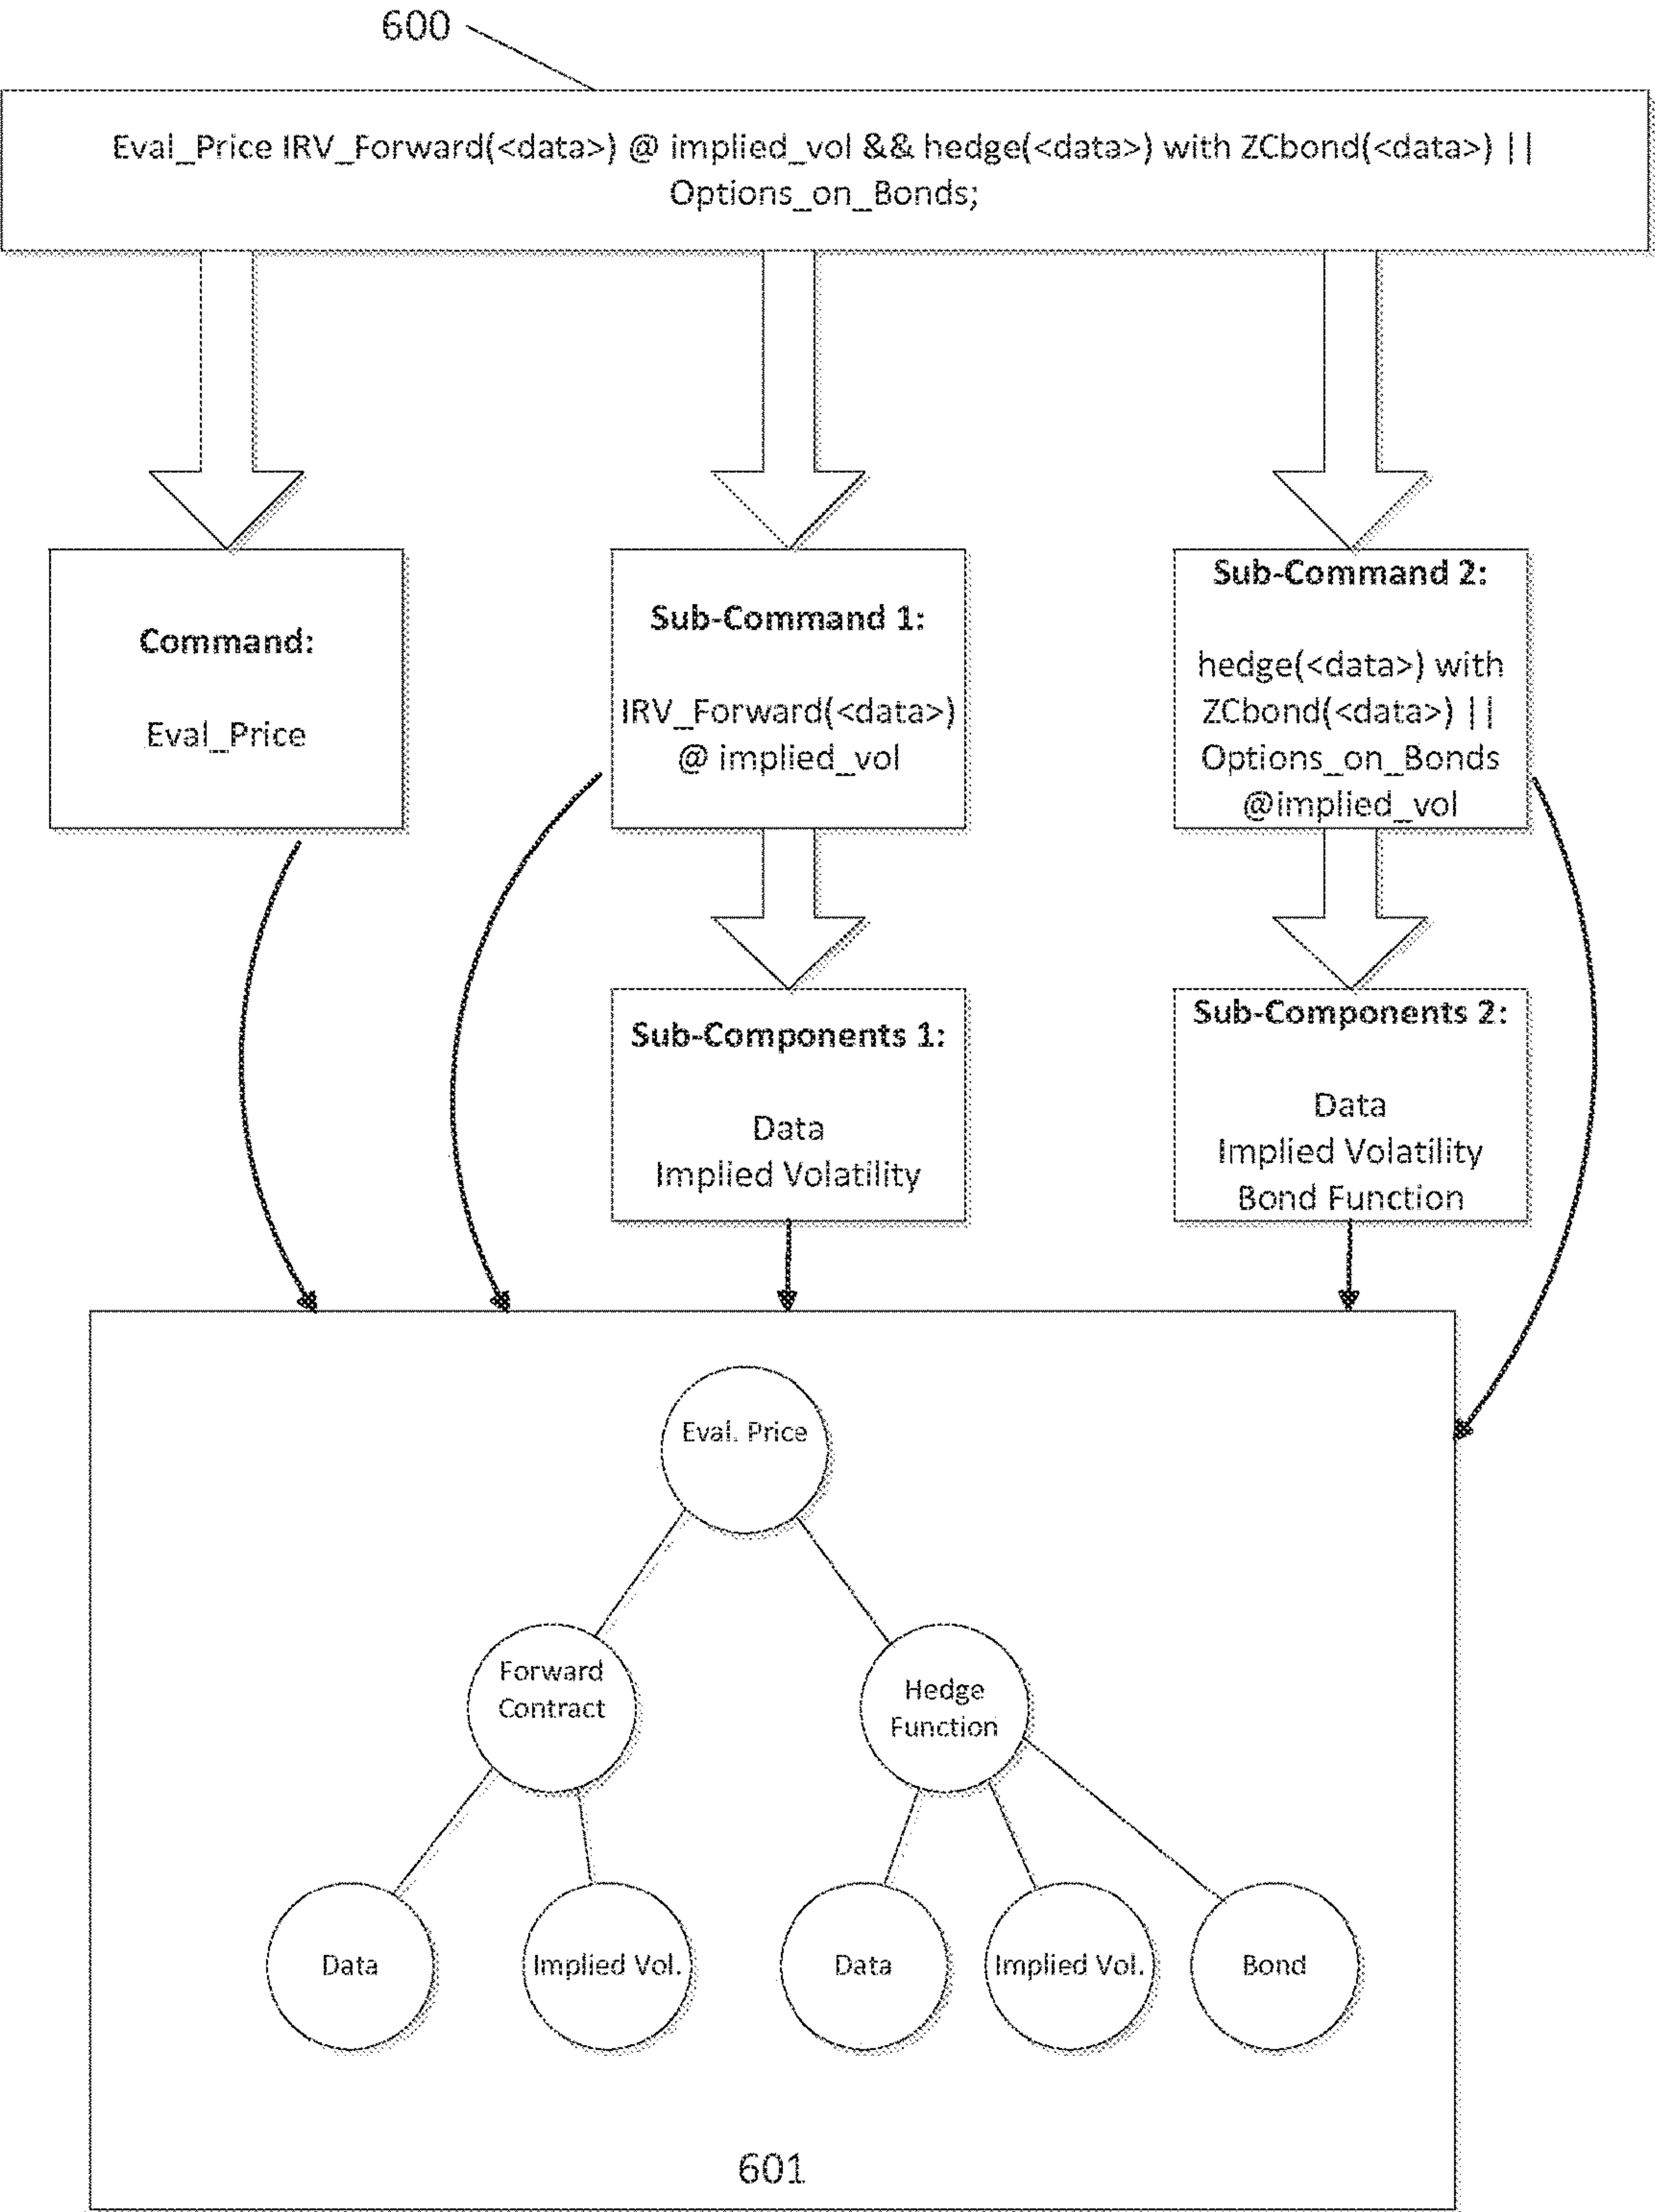 600
Eval_Price IRV_Forward(<data>) @ implied_vol && hedge(<data>) with ZCbond(<data>) ||
Options_on_Bonds;
Command:
Eval_Price
Sub-Command 1:
IRV_Forward(<data>)
@ implied_vol
Sub-Command 2:
hedge(<data>) with
ZCbond(<data>) ||
Options_on_Bonds
@implied_vol
Sub-Components 1:
Data
Implied Volatility
Sub-Components 2:
Data
Implied Volatility
Bond Function
Eval. Price
Forward
Contract
Hedge
Function
Data
Implied Vol.
Data
Implied Vol.
Bond
601